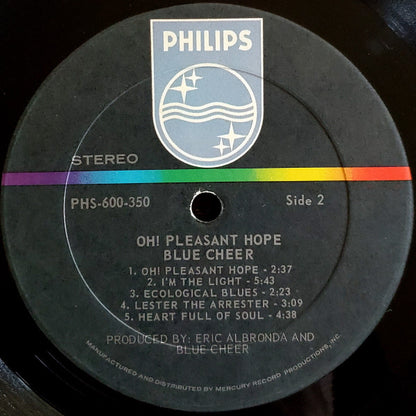 PHILIPS
STEREO
PHS-600-350 Side 2
OH! PLEASANT HOPE
BLUE CHEER
1. OH! PLEASANT HOPE - 2:37
2. I'M THE LIGHT - 5:43
3. ECOLOGICAL BLUES - 2:23
4. LESTER THE ARRESTER - 3:09
5. HEART FULL OF SOUL - 4:38
PRODUCED BY: ERIC ALBRONDA AND
BLUE CHEER
MANUFACTURED AND DISTRIBUTED BY MERCURY RECORD PRODUCTIONS, INC.